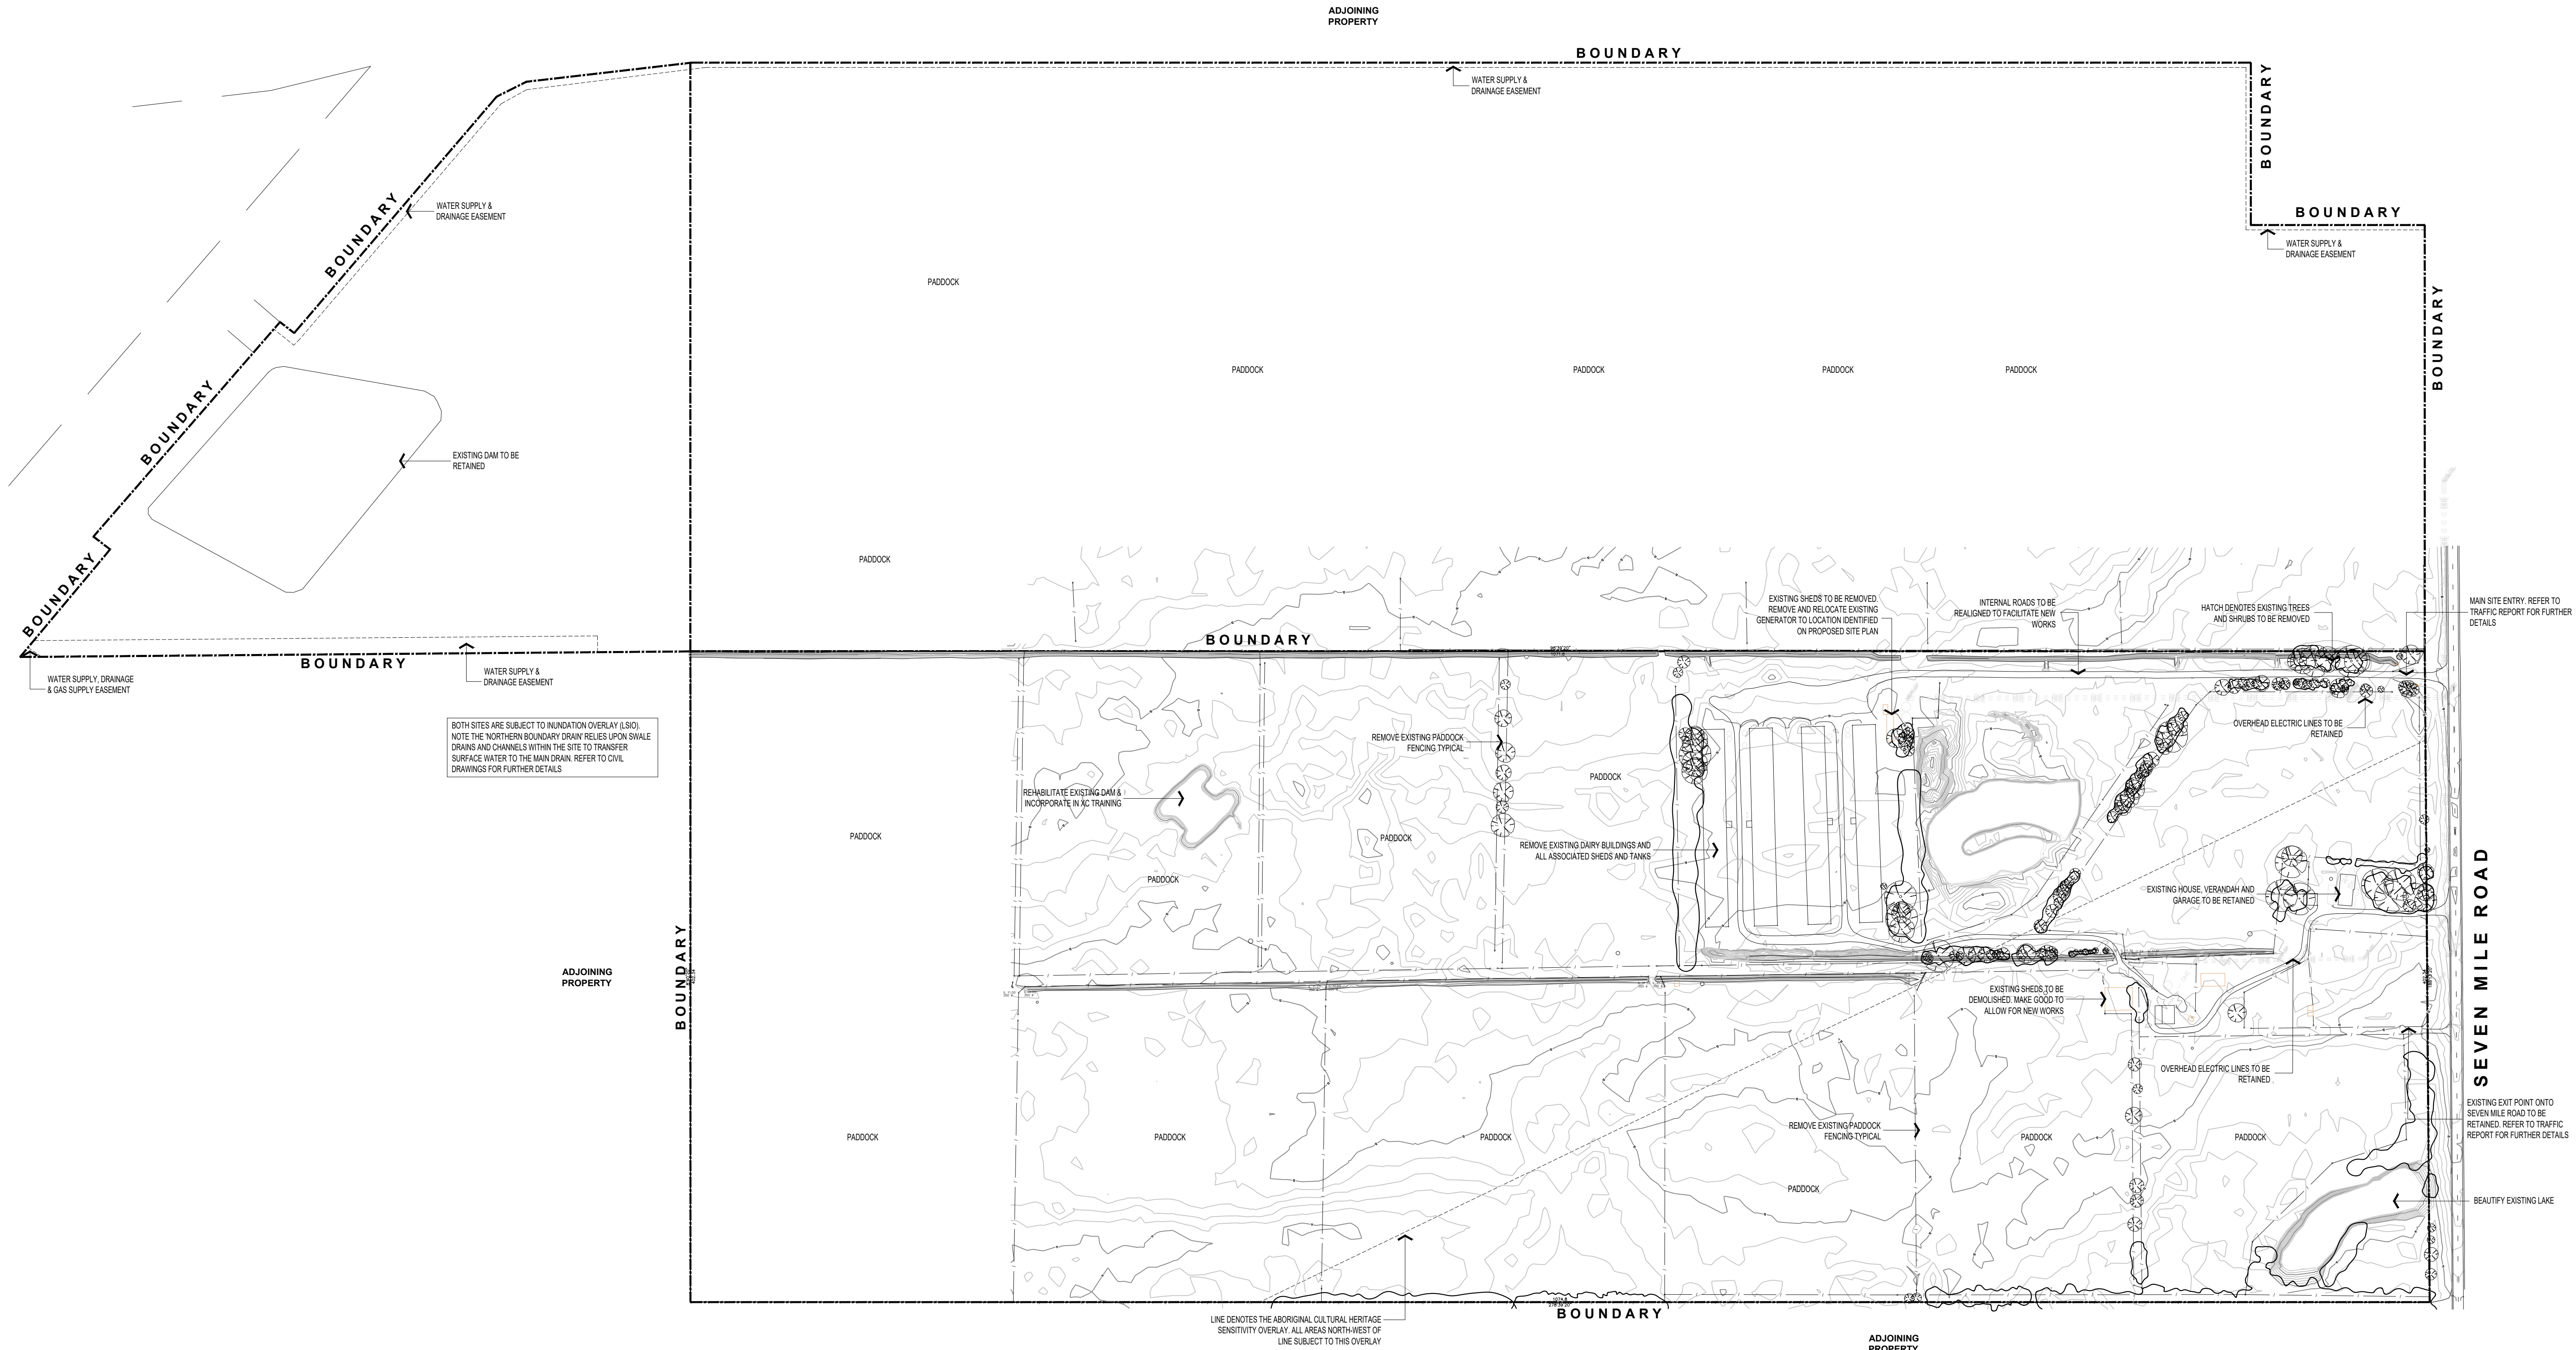 ADJOINING
PROPERTY
BOUNDARY
WATER SUPPLY &
DRAINAGE EASEMENT
BOUNDARY
BOUNDARY
WATER SUPPLY &
DRAINAGE EASEMENT
BOUNDARY
WATER SUPPLY &
DRAINAGE EASEMENT
BOUNDARY
PADDOCK
PADDOCK
PADDOCK
PADDOCK
PADDOCK
BOUNDARY
EXISTING DAM TO BE
RETAINED
PADDOCK
BOUNDARY
EXISTING SHEDS TO BE REMOVED.
REMOVE AND RELOCATE EXISTING
GENERATOR TO LOCATION IDENTIFIED
ON PROPOSED SITE PLAN
INTERNAL ROADS TO BE
REALIGNED TO FACILITATE NEW
WORKS
HATCH DENOTES EXISTING TREES
AND SHRUBS TO BE REMOVED
MAIN SITE ENTRY. REFER TO
TRAFFIC REPORT FOR FURTHER
DETAILS
BOUNDARY
BOUNDARY
WATER SUPPLY, DRAINAGE
& GAS SUPPLY EASEMENT
WATER SUPPLY &
DRAINAGE EASEMENT
BOTH SITES ARE SUBJECT TO INUNDATION OVERLAY (LSIO).
NOTE THE 'NORTHERN BOUNDARY DRAIN' RELIES UPON SWALE
DRAINS AND CHANNELS WITHIN THE SITE TO TRANSFER
SURFACE WATER TO THE MAIN DRAIN. REFER TO CIVIL
DRAWINGS FOR FURTHER DETAILS
OVERHEAD ELECTRIC LINES TO BE
RETAINED
REMOVE EXISTING PADDOCK
FENCING TYPICAL
PADDOCK
REHABILITATE EXISTING DAM &
INCORPORATE IN XC TRAINING
PADDOCK
PADDOCK
REMOVE EXISTING DAIRY BUILDINGS AND
ALL ASSOCIATED SHEDS AND TANKS
PADDOCK
EXISTING HOUSE, VERANDAH AND
GARAGE TO BE RETAINED
SEVEN MILE ROAD
ADJOINING
PROPERTY
BOUNDARY
EXISTING SHEDS TO BE
DEMOLISHED. MAKE GOOD TO
ALLOW FOR NEW WORKS
OVERHEAD ELECTRIC LINES TO BE
RETAINED
EXISTING EXIT POINT ONTO
SEVEN MILE ROAD TO BE
RETAINED. REFER TO TRAFFIC
REPORT FOR FURTHER DETAILS
REMOVE EXISTING PADDOCK
FENCING TYPICAL
PADDOCK
PADDOCK
PADDOCK
PADDOCK
PADDOCK
PADDOCK
BEAUTIFY EXISTING LAKE
BOUNDARY
LINE DENOTES THE ABORIGINAL CULTURAL HERITAGE
SENSITIVITY OVERLAY. ALL AREAS NORTH-WEST OF
LINE SUBJECT TO THIS OVERLAY
ADJOINING
PROPERTY